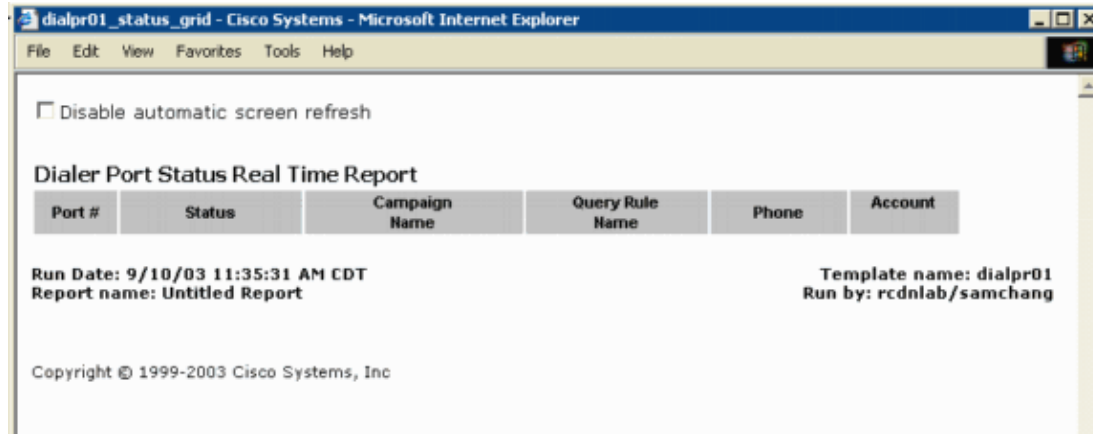 dialpr01_status_grid - Cisco Systems - Microsoft Internet Explorer
File Edit View Favorites Tools Help
Disable automatic screen refresh
Dialer Port Status Real Time Report
Port # Status Campaign Name Query Rule Name Phone Account
Run Date: 9/10/03 11:35:31 AM CDT Template name: dialpr01
Report name: Untitled Report Run by: rcdnlab/samchang
Copyright © 1999-2003 Cisco Systems, Inc